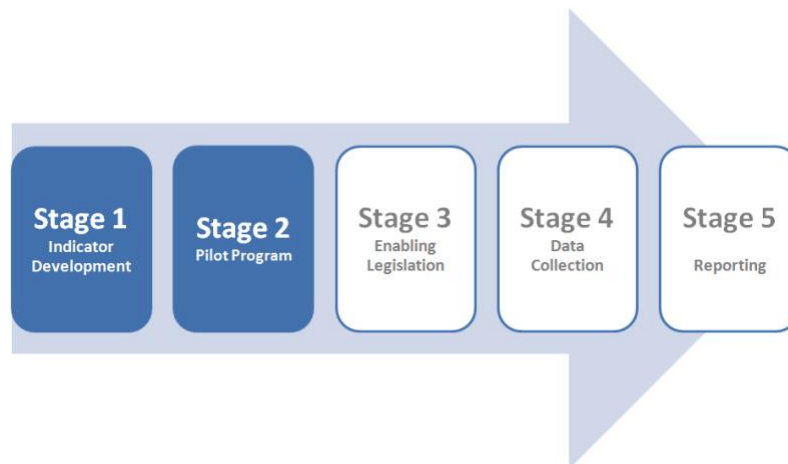 Stage 1
Indicator
Development
Stage 2
Pilot Program
Stage 3
Enabling
Legislation
Stage 4
Data
Collection
Stage 5
Reporting